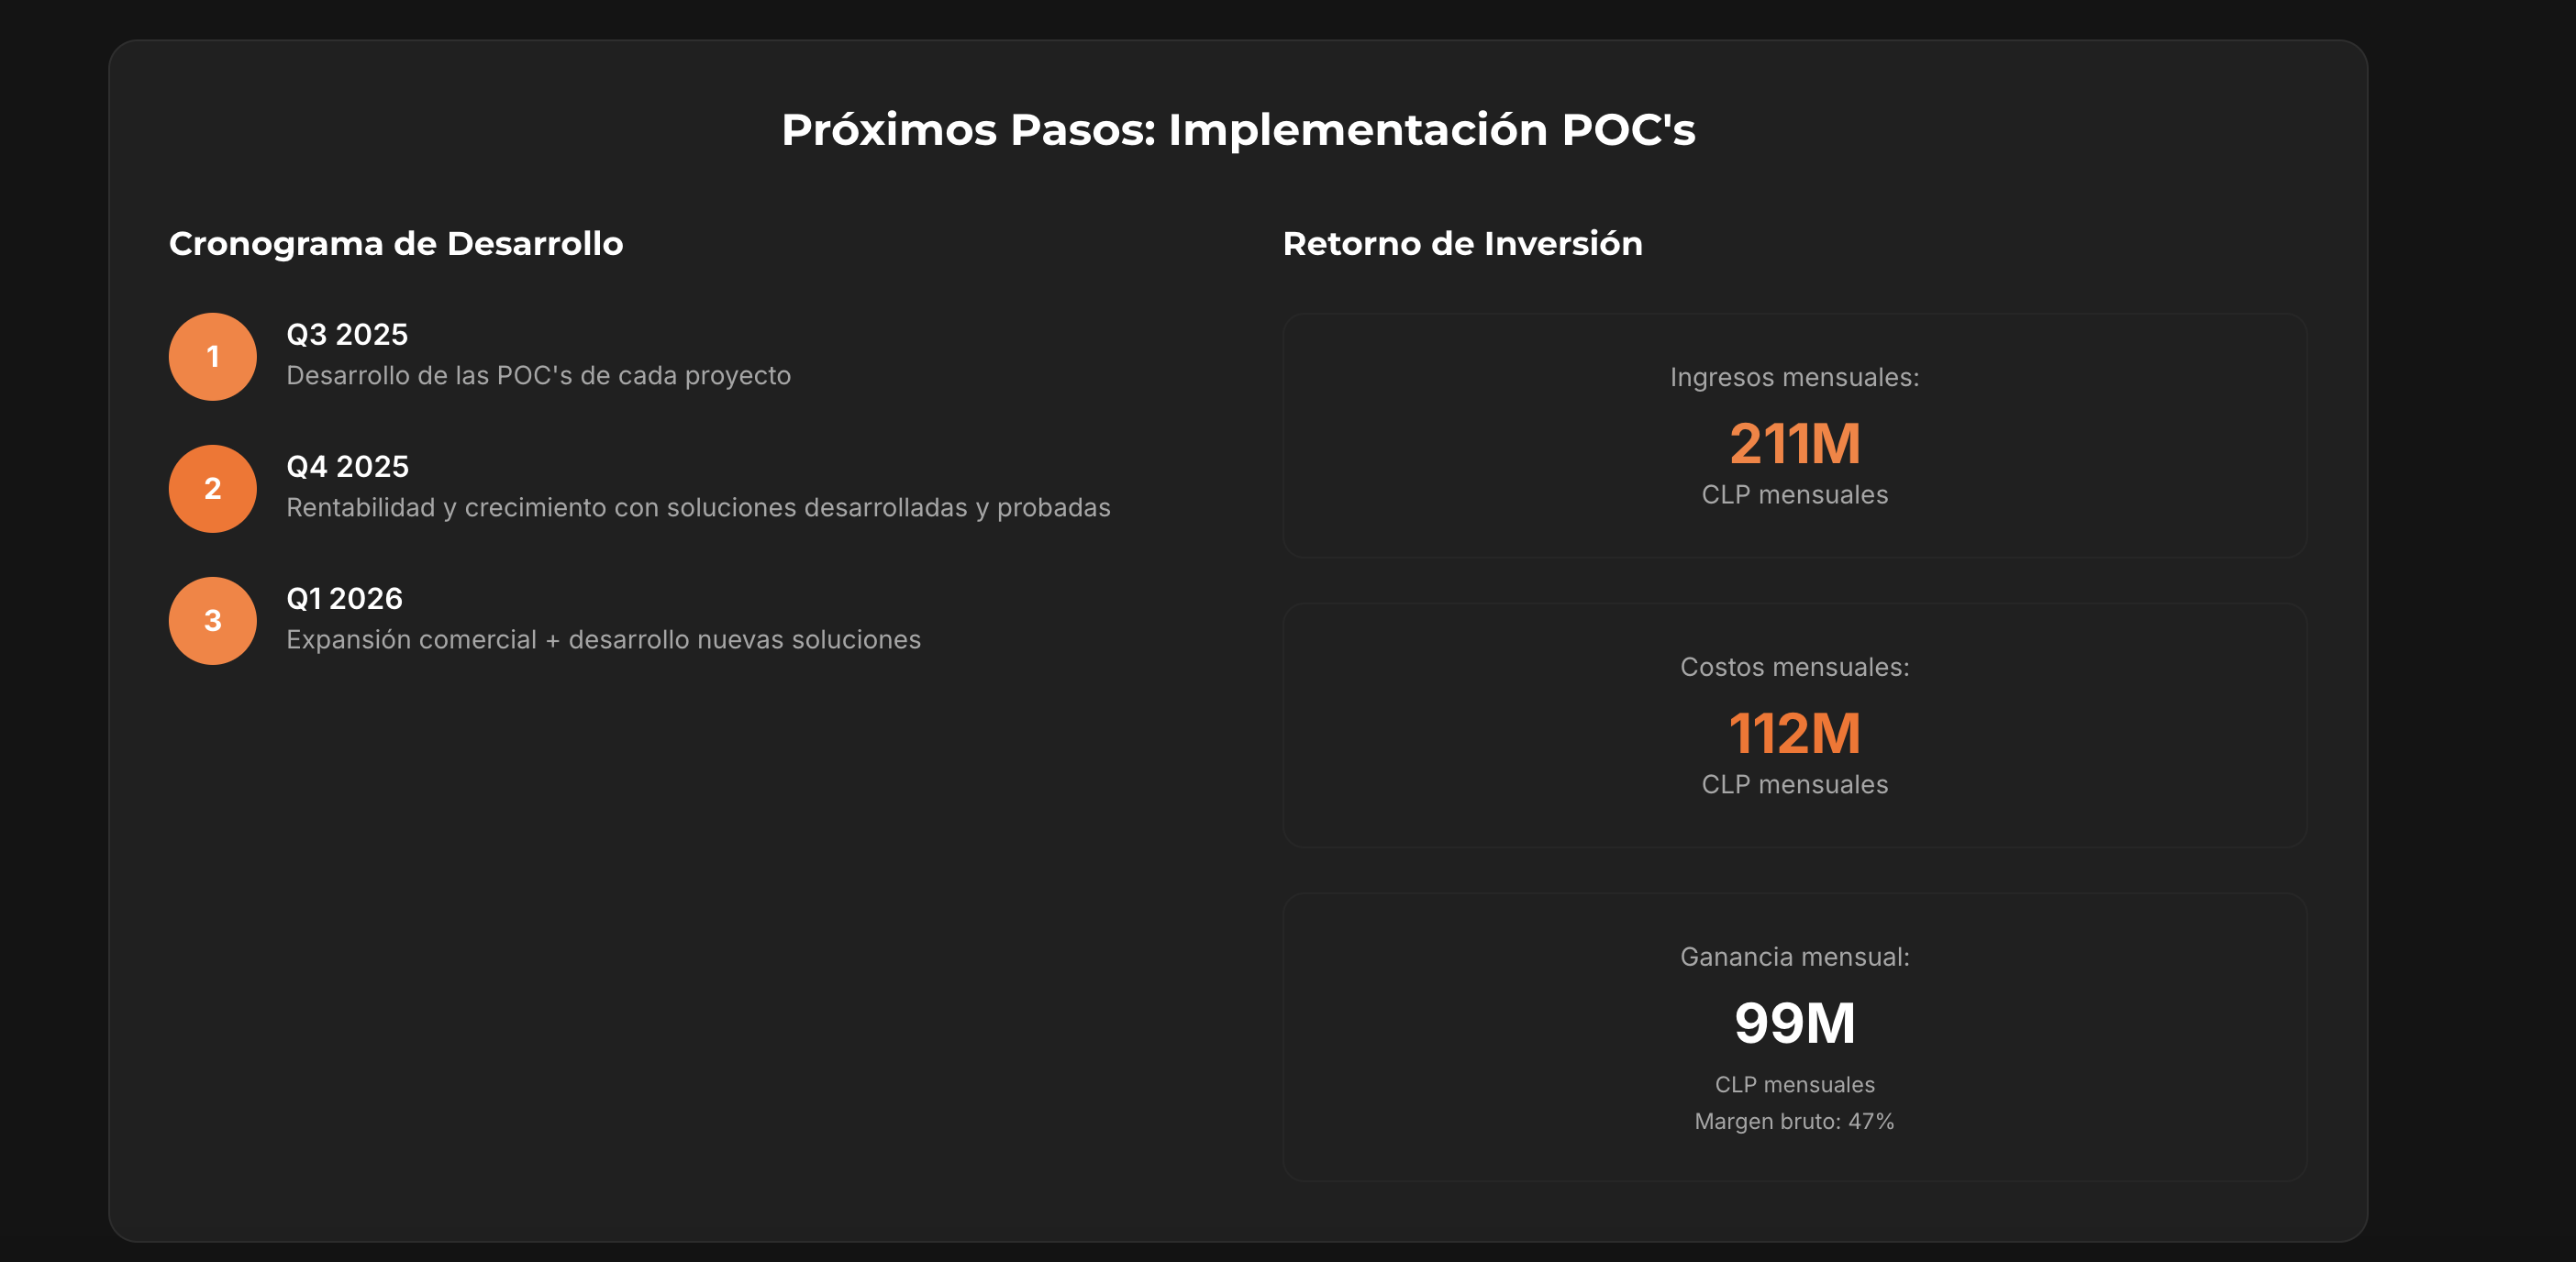 Próximos Pasos: Implementación POC's
Cronograma de Desarrollo
1
Q3 2025
Desarrollo de las POC's de cada proyecto
2
Q4 2025
Rentabilidad y crecimiento con soluciones desarrolladas y probadas
3
Q1 2026
Expansión comercial + desarrollo nuevas soluciones
Retorno de Inversión
Ingresos mensuales:
211M
CLP mensuales
Costos mensuales:
112M
CLP mensuales
Ganancia mensual:
99M
CLP mensuales
Margen bruto: 47%